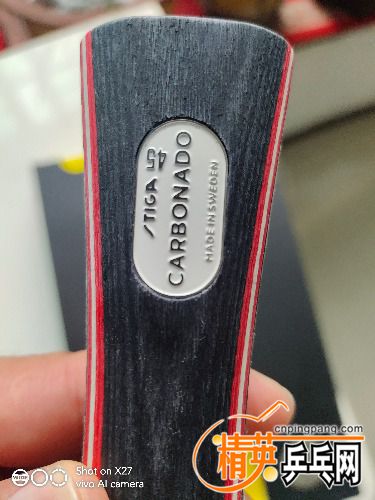 STIGA 45
CARBONADO
MADE IN SWEDEN
cnpingpang.com
精英乒乓网
Shot on X27
vivo AI camera